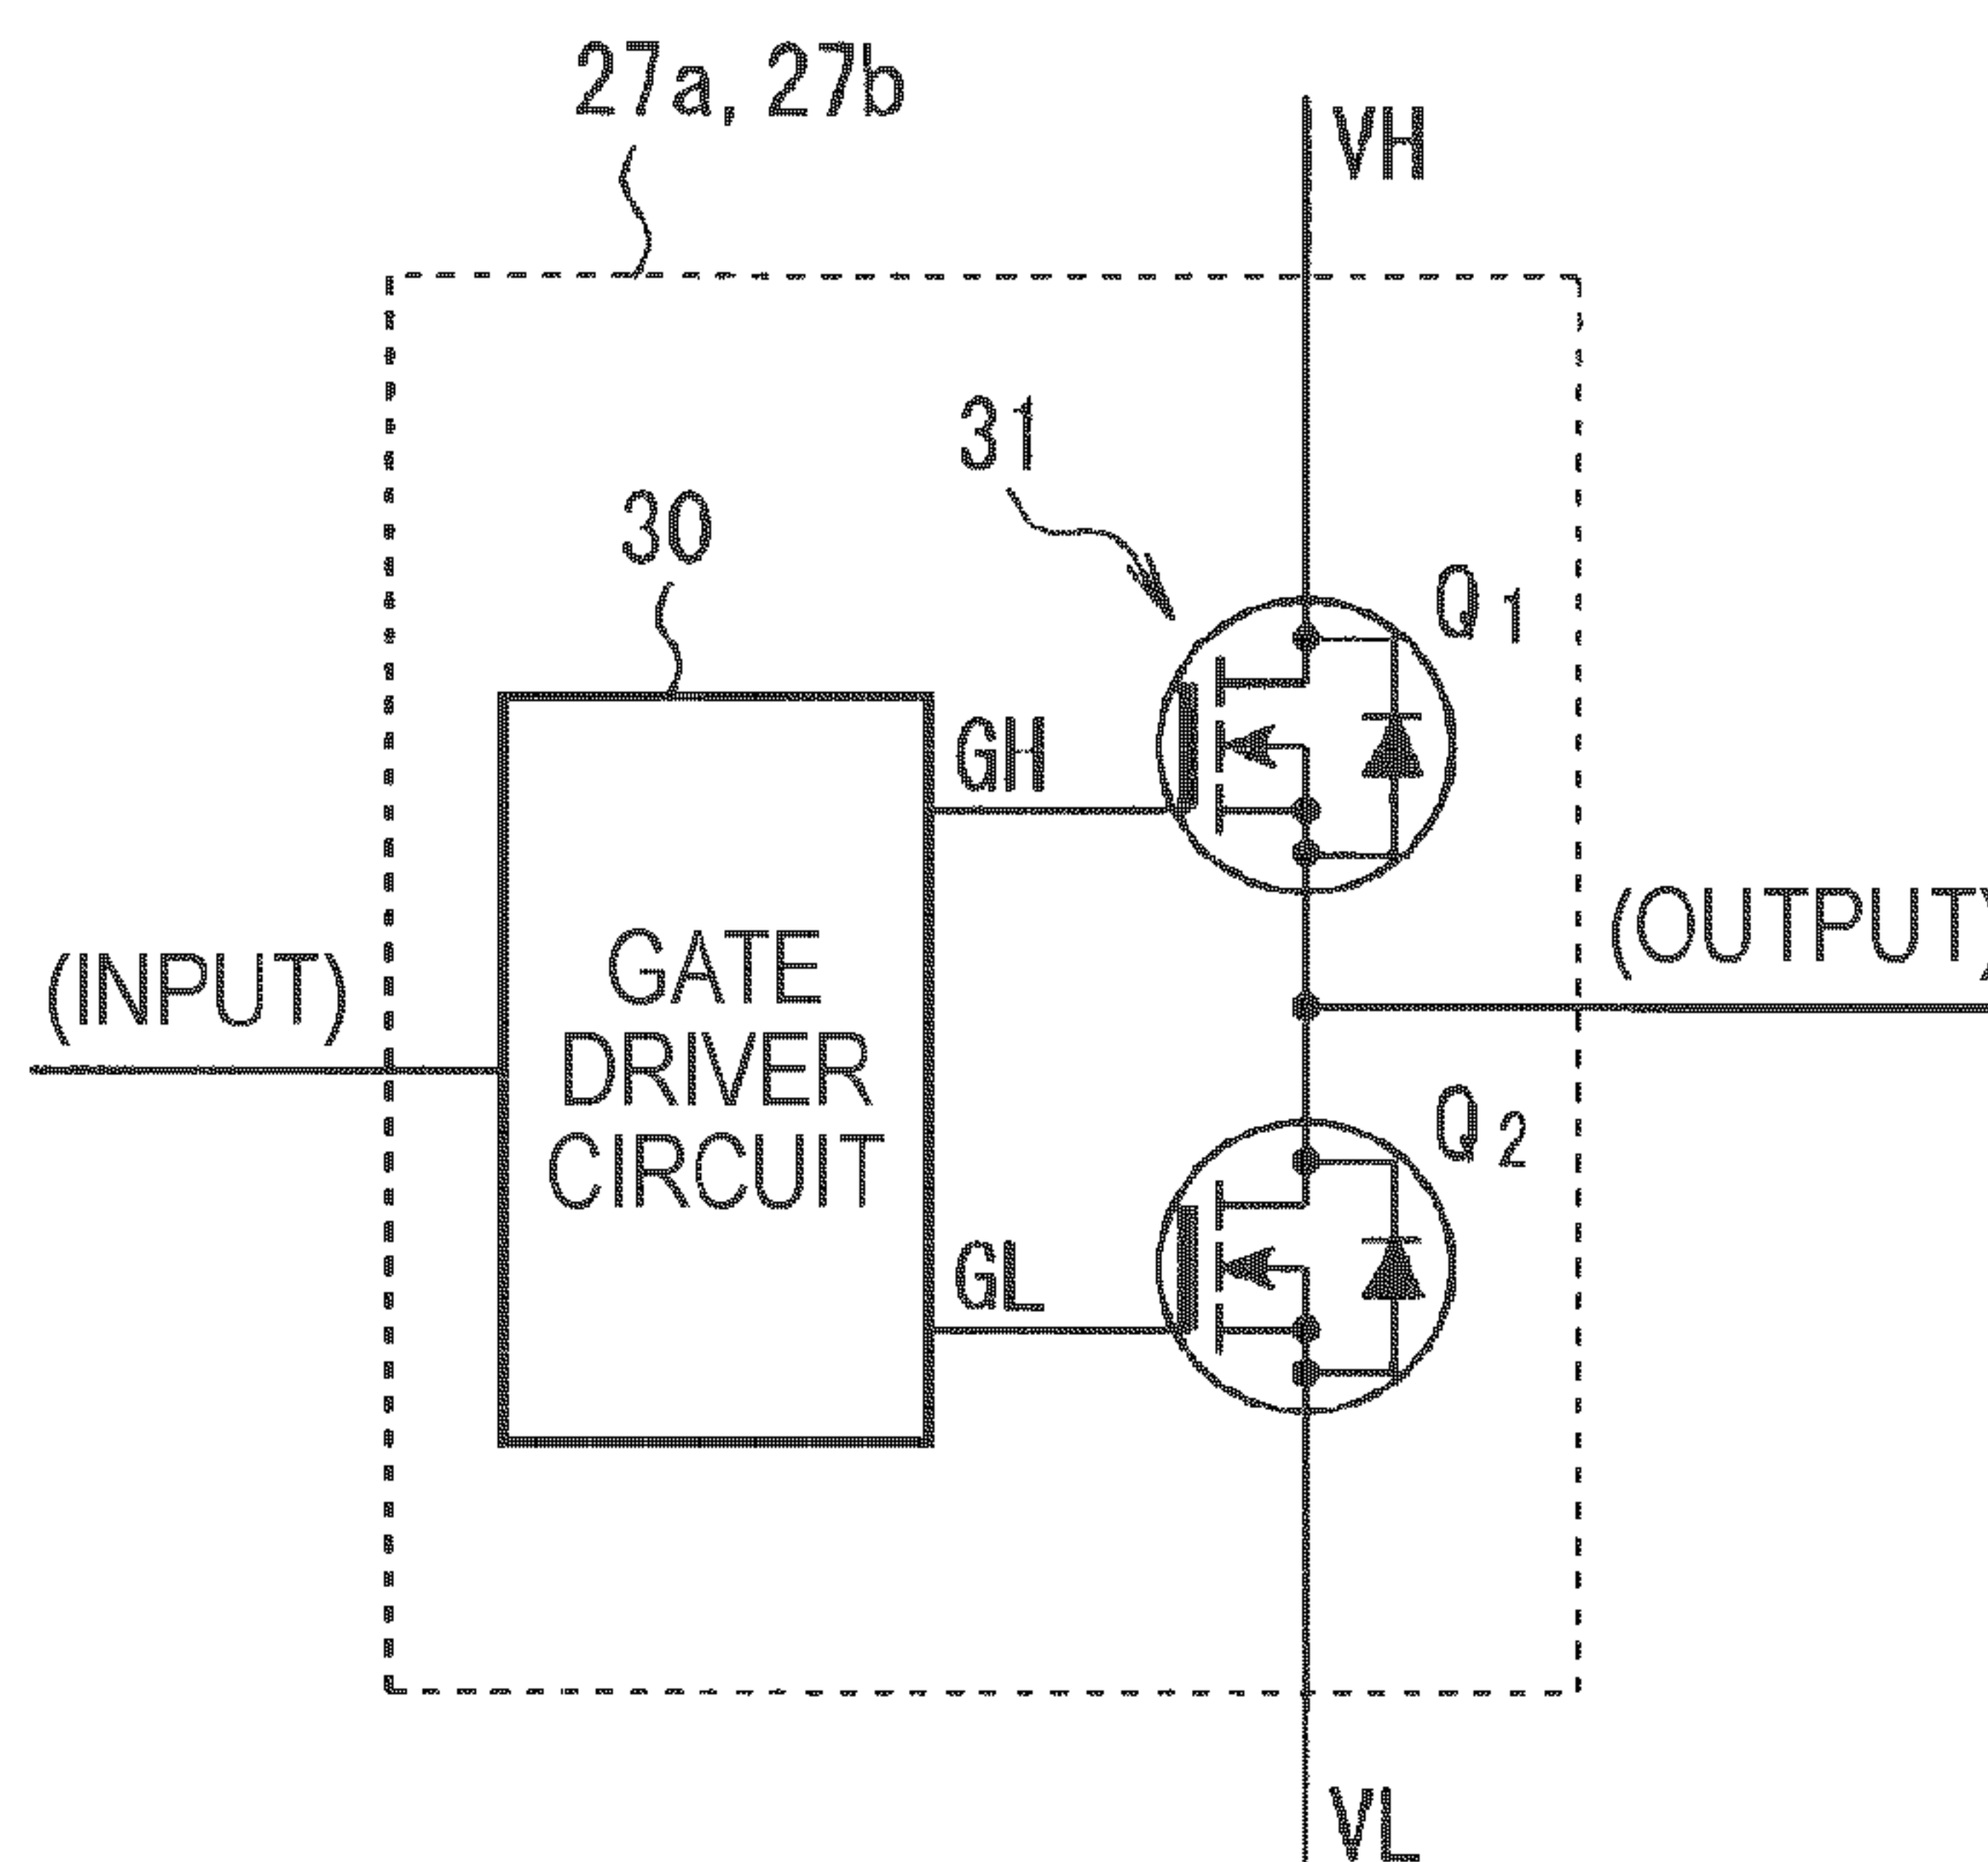 27a, 27b
VH
31
30
Q1
GH
(OUTPUT)
(INPUT)
GATE
DRIVER
CIRCUIT
Q2
GL
VL